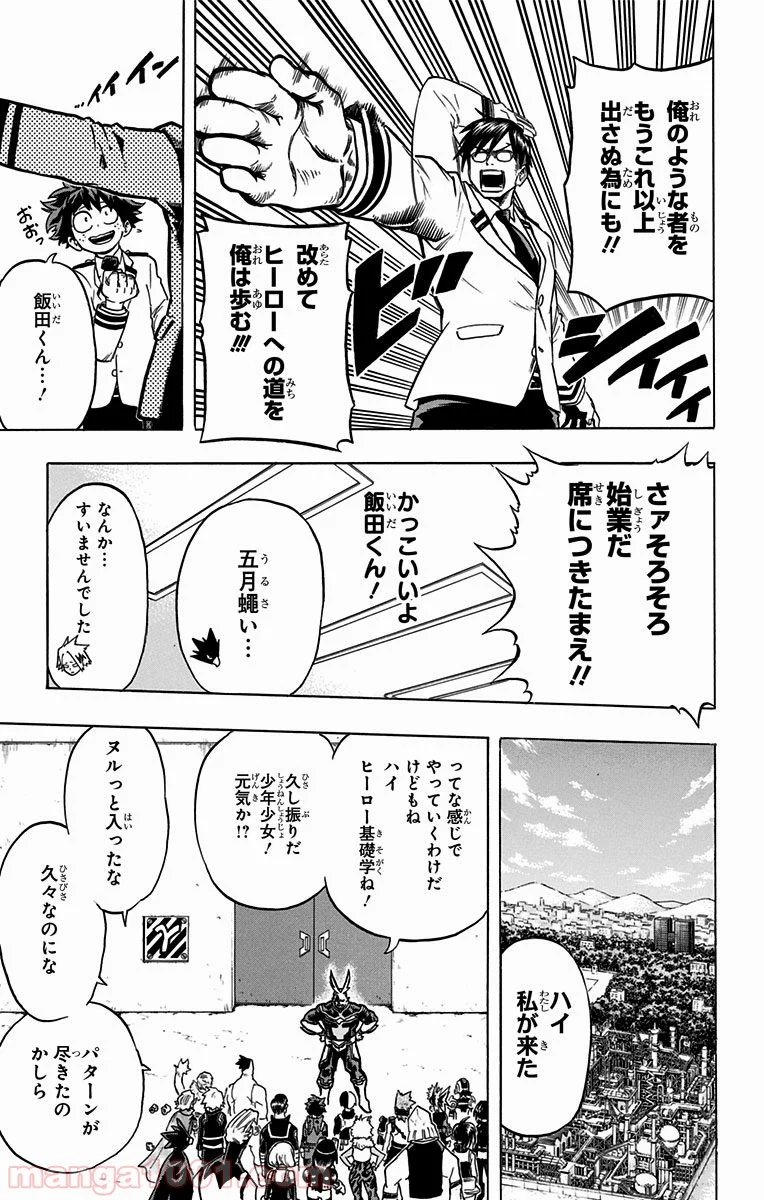 俺のような者を
もうこれ以上
出さぬ為にも!!
改めて
ヒーローへの道を
俺は歩む!!!
ビシィィ
イイン
おお…っ
飯田くん…!
さァそろそろ
始業だ
席につきたまえ!!
かっこいいよ
飯田くん!
五月蠅い…
なんか…
すいませんでした
ハイ
私が来た
ってな感じで
やっていくわけだ
けどもね
ハイ
ヒーロー基礎学ね!
久し振りだ
少年少女!
元気か!?
ヌルっと入ったな
久々なのにな
パターンが
尽きたの
かしら